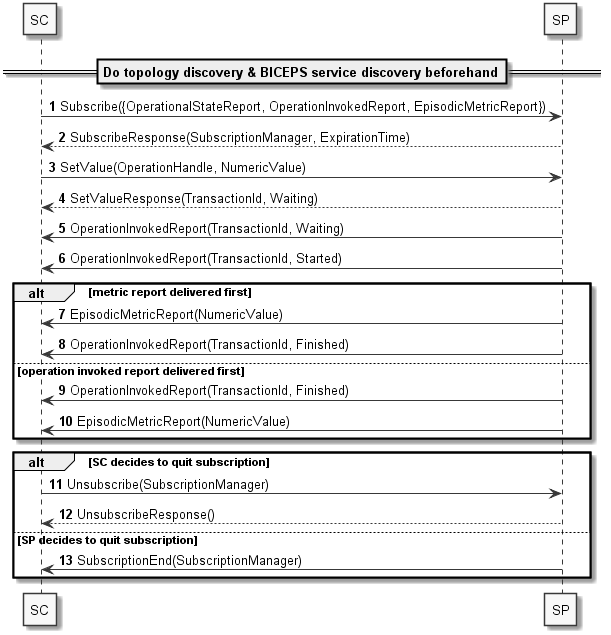 SC SP
Do topology discovery & BICEPS service discovery beforehand
1 Subscribe({OperationalStateReport, OperationInvokedReport, EpisodicMetricReport})
2 SubscribeResponse(SubscriptionManager, ExpirationTime)
3 SetValue(OperationHandle, NumericValue)
4 SetValueResponse(TransactionId, Waiting)
5 OperationInvokedReport(TransactionId, Waiting)
6 OperationInvokedReport(TransactionId, Started)
alt [metric report delivered first]
7 EpisodicMetricReport(NumericValue)
8 OperationInvokedReport(TransactionId, Finished)
[operation invoked report delivered first]
9 OperationInvokedReport(TransactionId, Finished)
10 EpisodicMetricReport(NumericValue)
alt [SC decides to quit subscription]
11 Unsubscribe(SubscriptionManager)
12 UnsubscribeResponse()
[SP decides to quit subscription]
13 SubscriptionEnd(SubscriptionManager)
SC SP